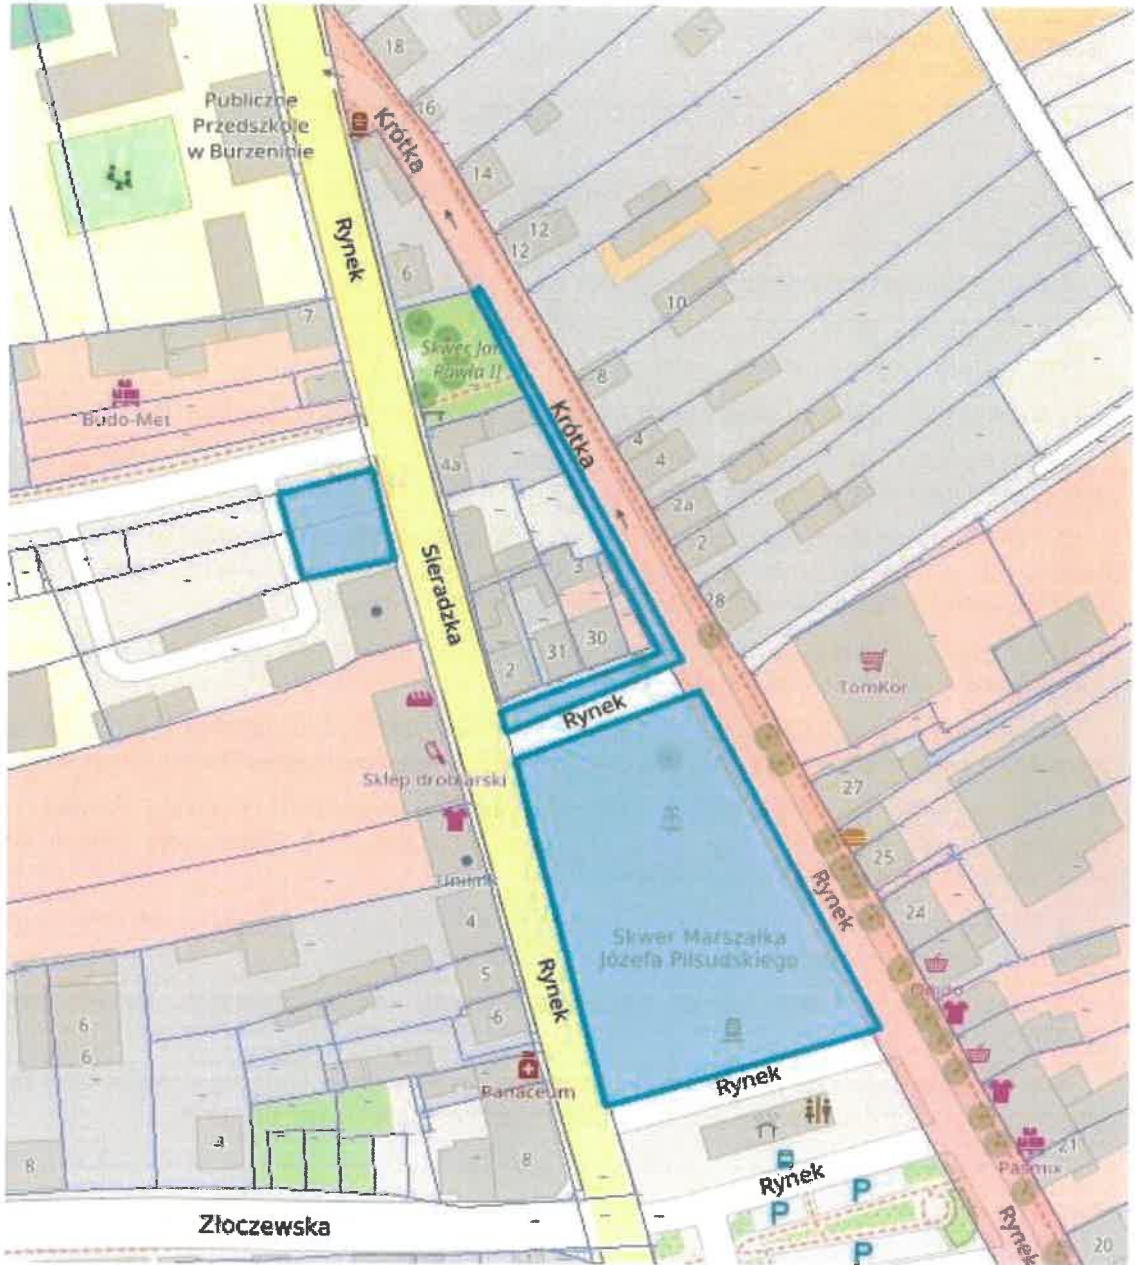 18
Publiczne
Przedszkole
w Burzeninie
16
Krótka
14
Rynek
12
12
6
10
7
Skwer Jan
Pawła II
8
Budo-Met
Krótka
4
4
4a
2a
2
Sieradzka
3
28
30
31
2
TomKor
Rynek
Sklep drobiarski
27
25
Rynek
4
24
Skwer Marszałka
Józefa Piłsudskiego
5
Rynek
6
6
6
Rynek
Panaceum
21
8
8
Pasmix
Rynek
P
P
Złoczewska
Rynek
20
P